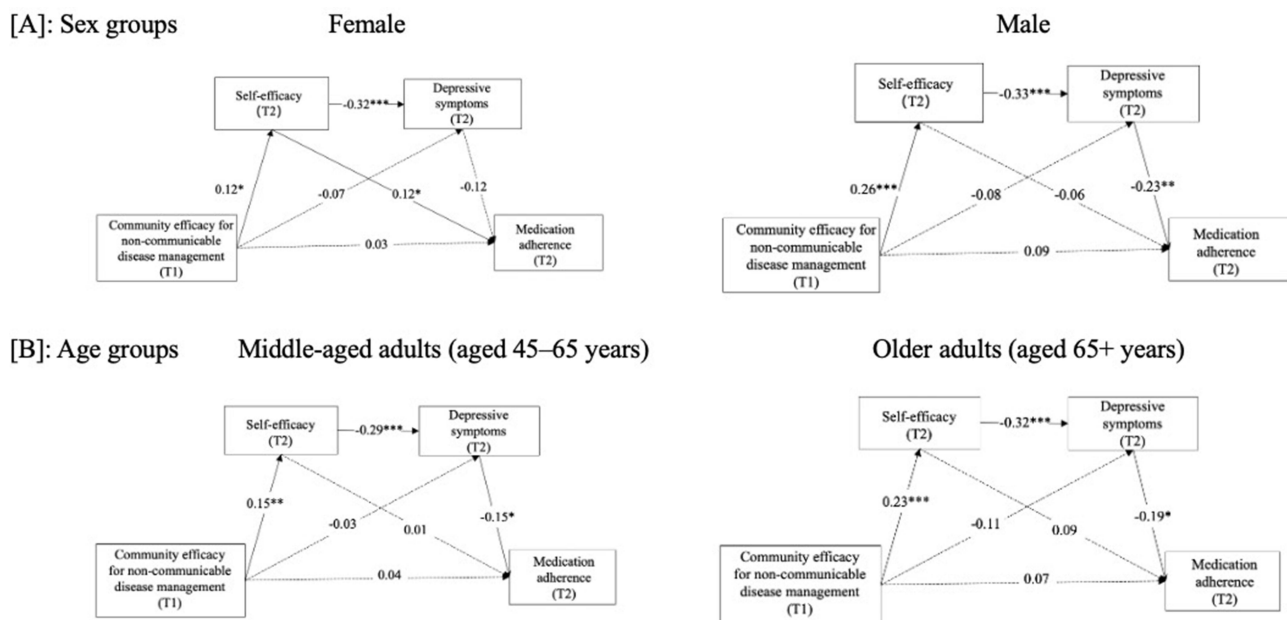 [A]: Sex groups
Female
Male
Self-efficacy
(T2)
-0.32***
Depressive
symptoms
(T2)
0.12*
-0.07
0.12*
-0.12
Community efficacy for
non-communicable
disease management
(T1)
0.03
Medication
adherence
(T2)
Self-efficacy
(T2)
-0.33***
Depressive
symptoms
(T2)
0.26***
-0.08
-0.06
-0.23**
Community efficacy for
non-communicable
disease management
(T1)
0.09
Medication
adherence
(T2)
[B]: Age groups
Middle-aged adults (aged 45–65 years)
Older adults (aged 65+ years)
Self-efficacy
(T2)
-0.29***
Depressive
symptoms
(T2)
0.15**
-0.03
0.01
-0.15*
Community efficacy
for non-communicable
disease management
(T1)
0.04
Medication
adherence
(T2)
Self-efficacy
(T2)
-0.32***
Depressive
symptoms
(T2)
0.23***
-0.11
0.09
-0.19*
Community efficacy
for non-communicable
disease management
(T1)
0.07
Medication
adherence
(T2)